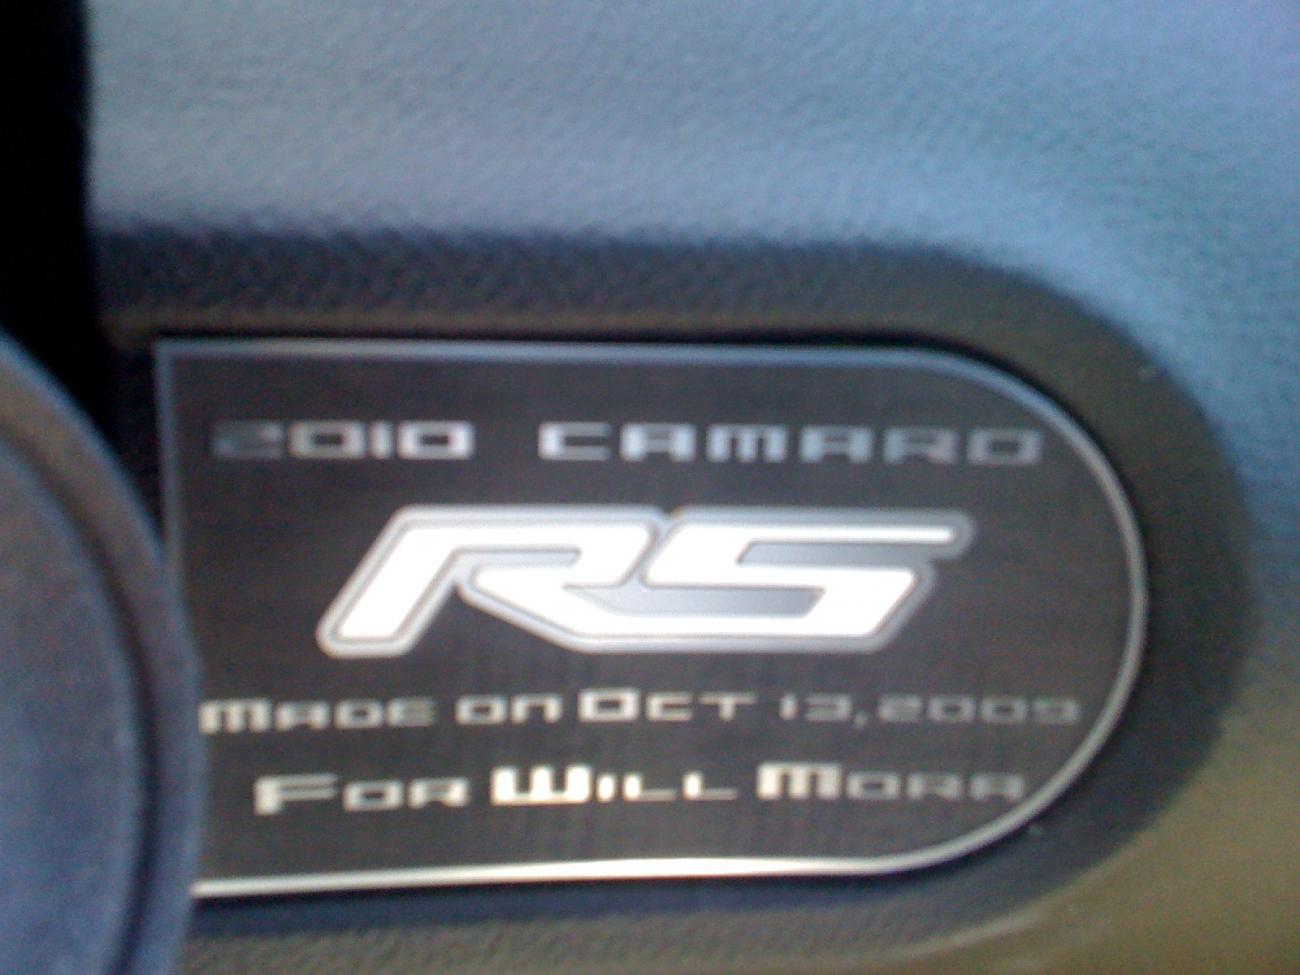 2010 CAMARO
RS
MADE ON OCT 13, 2009
FOR WILL MORA